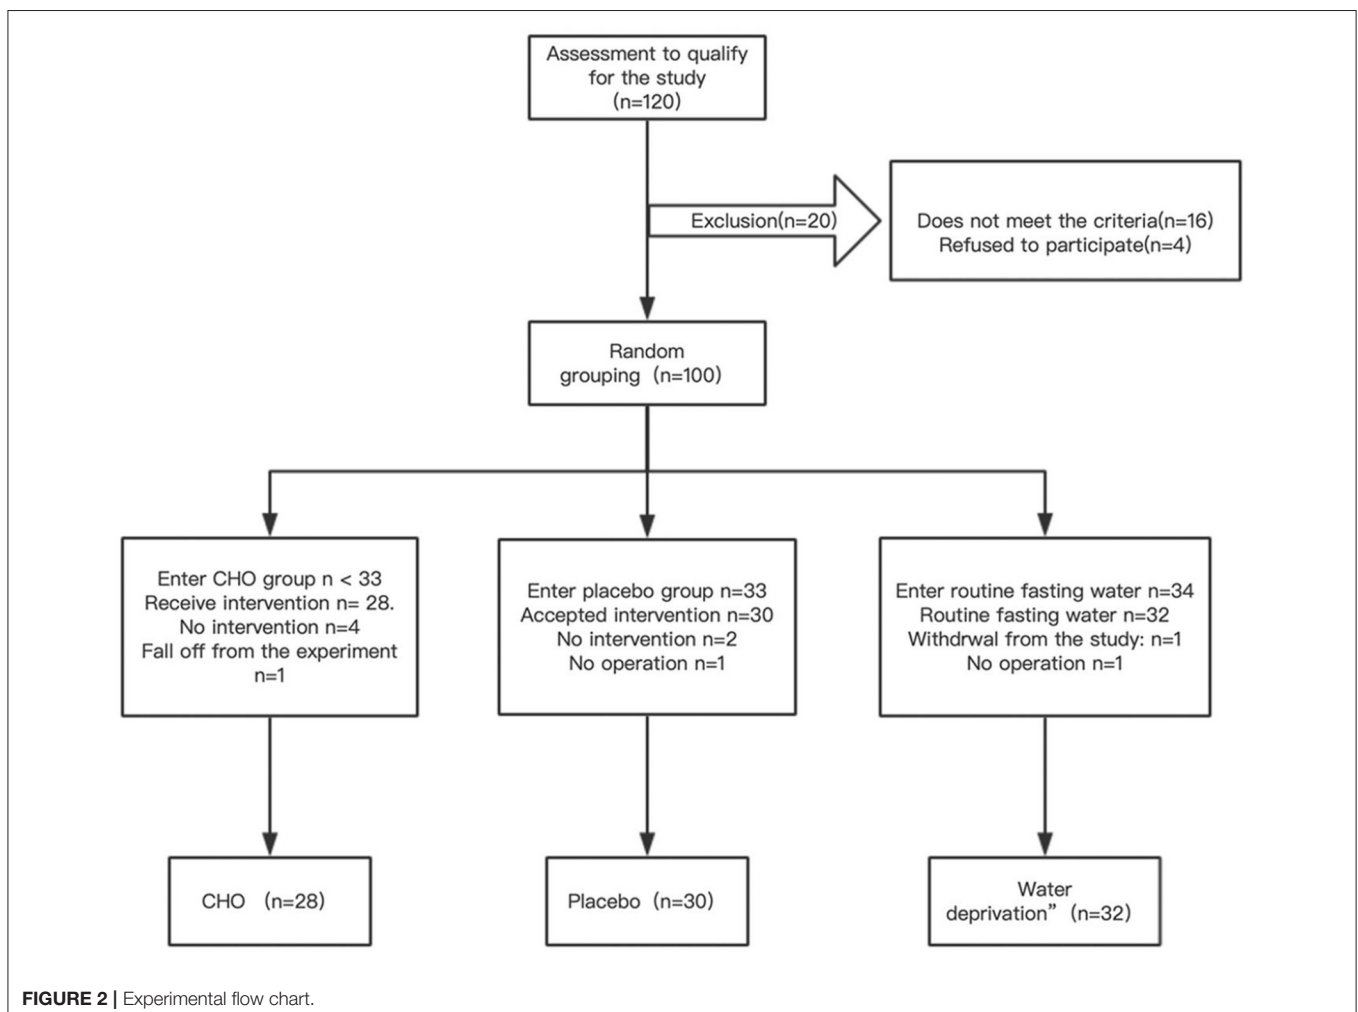 Assessment to qualify
for the study
(n=120)
Exclusion(n=20)
Does not meet the criteria(n=16)
Refused to participate(n=4)
Random
grouping (n=100)
Enter CHO group n < 33
Receive intervention n= 28.
No intervention n=4
Fall off from the experiment
n=1
Enter placebo group n=33
Accepted intervention n=30
No intervention n=2
No operation n=1
Enter routine fasting water n=34
Routine fasting water n=32
Withdrwal from the study: n=1
No operation n=1
CHO (n=28)
Placebo (n=30)
Water
deprivation” (n=32)
FIGURE 2 | Experimental flow chart.